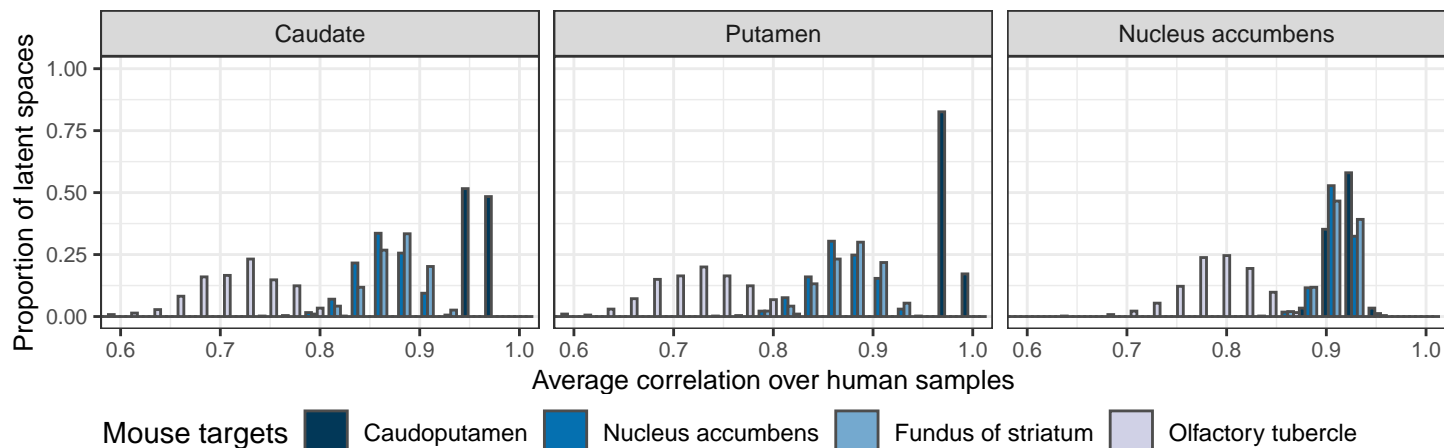 Caudate Putamen Nucleus accumbens
Proportion of latent spaces
1.00
0.75
0.50
0.25
0.00
0.6 0.7 0.8 0.9 1.0 0.6 0.7 0.8 0.9 1.0 0.6 0.7 0.8 0.9 1.0
Average correlation over human samples
Mouse targets Caudoputamen Nucleus accumbens Fundus of striatum Olfactory tubercle